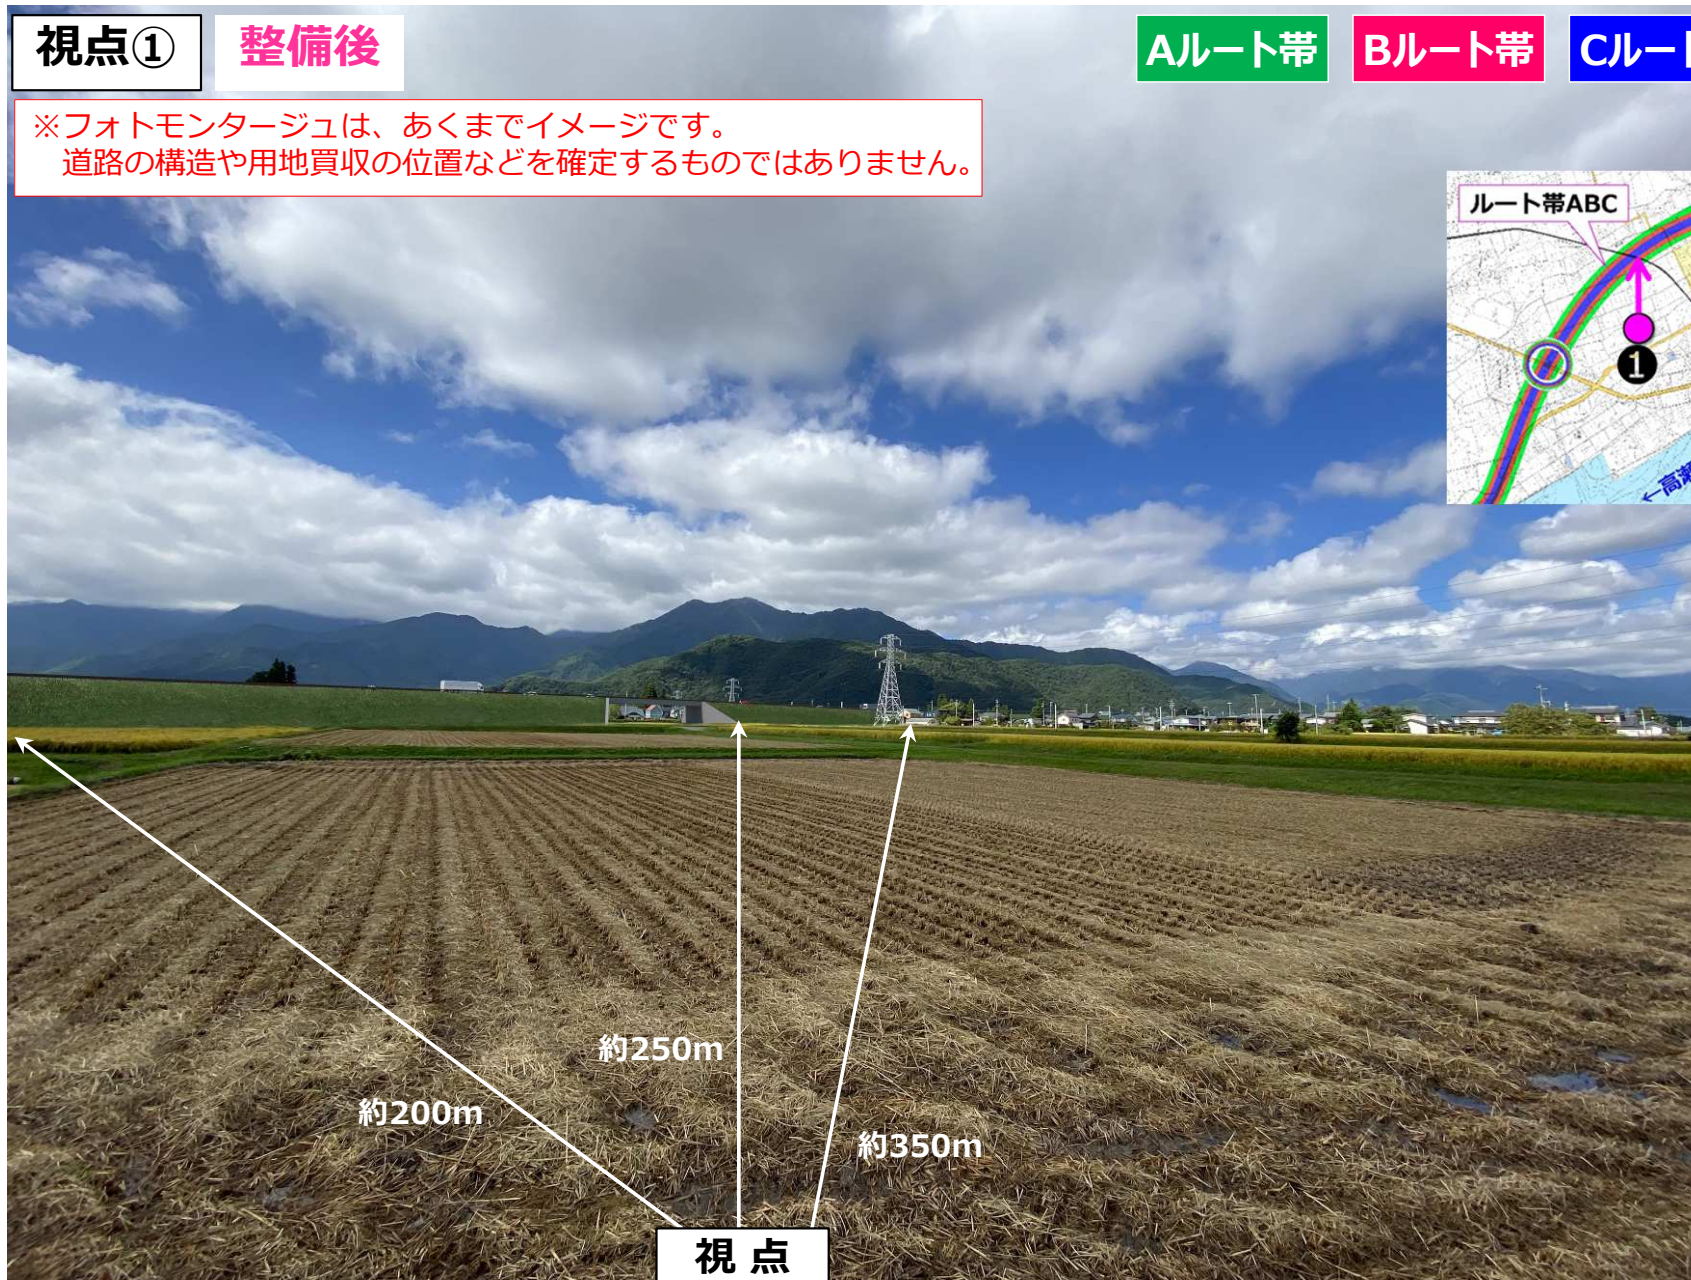 視点①
整備後
Aルート帯
Bルート帯
Cルート
※フォトモンタージュは、あくまでイメージです。
道路の構造や用地買収の位置などを確定するものではありません。
ルート帯ABC
1
←高瀬
約250m
約200m
約350m
視 点